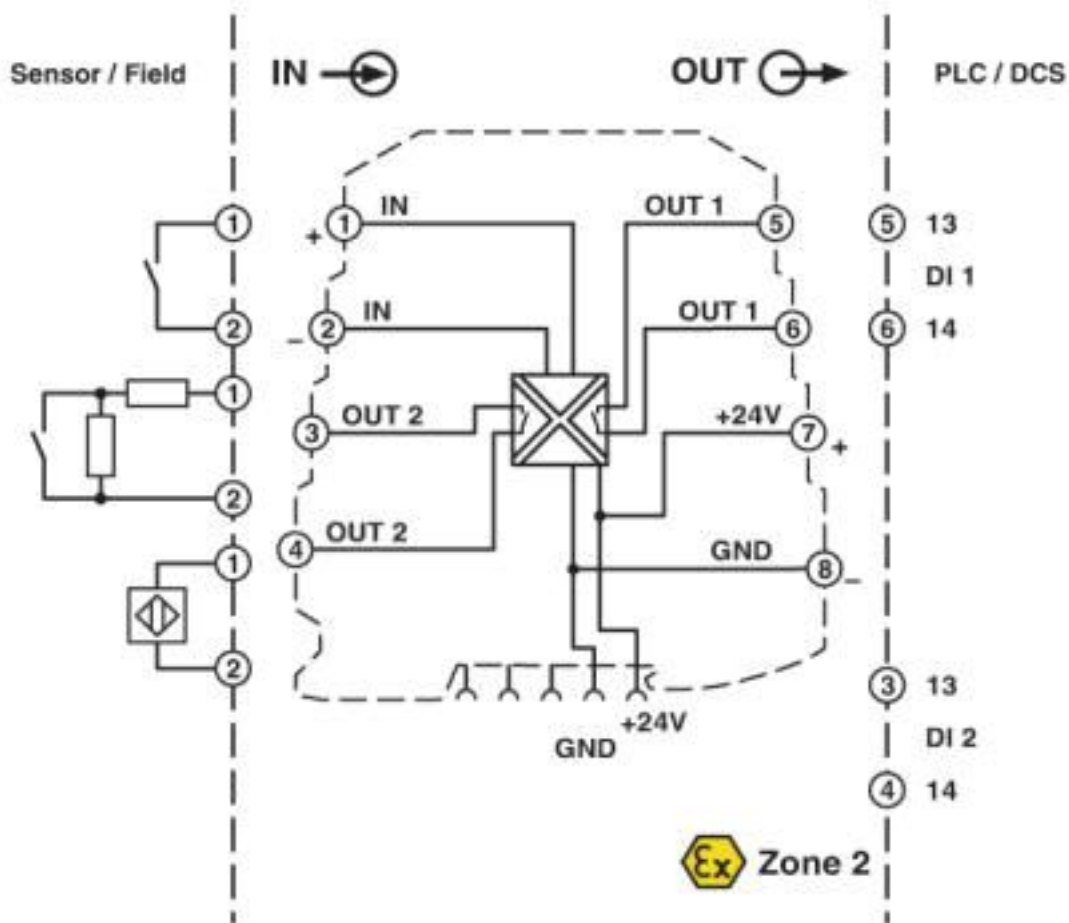 Sensor / Field
IN
OUT
PLC / DCS
1
1
IN
OUT 1
5
5
13
+
DI 1
2
2
IN
OUT 1
6
6
14
–
1
3
OUT 2
+24V
7
+
2
4
OUT 2
GND
8
–
1
2
3
13
+24V
GND
DI 2
4
14
Ex
Zone 2